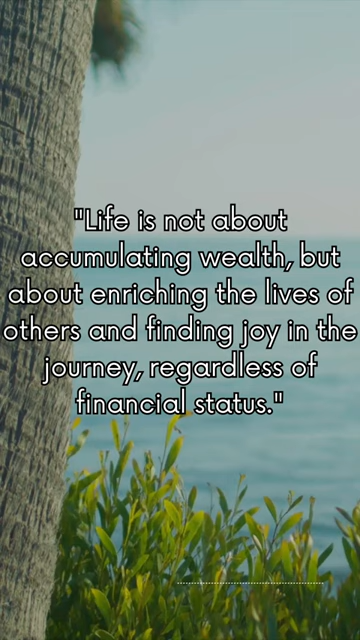 "Life is not about
accumulating wealth, but
about enriching the lives of
others and finding joy in the
journey, regardless of
financial status."